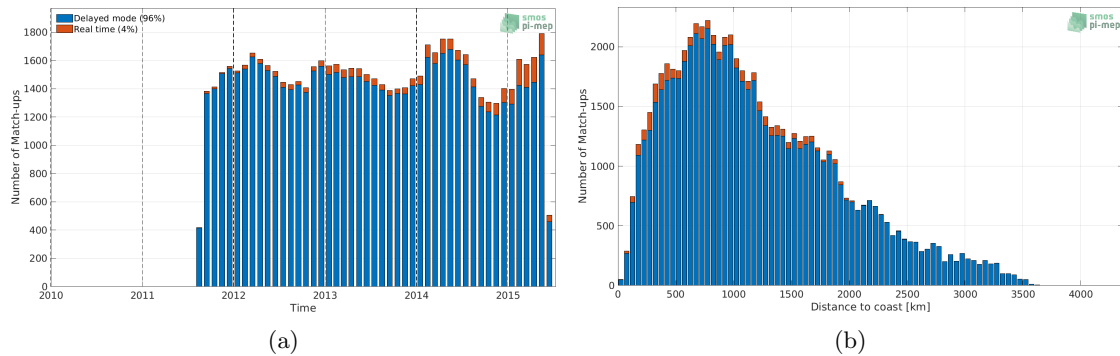 Delayed mode (96%)
Real time (4%)
smos
pi-mep
Number of Match-ups
1800
1600
1400
1200
1000
800
600
400
200
0
2010 2011 2012 2013 2014 2015
Time
(a)
smos
pi-mep
Number of Match-ups
2000
1500
1000
500
0
0 500 1000 1500 2000 2500 3000 3500 4000
Distance to coast [km]
(b)